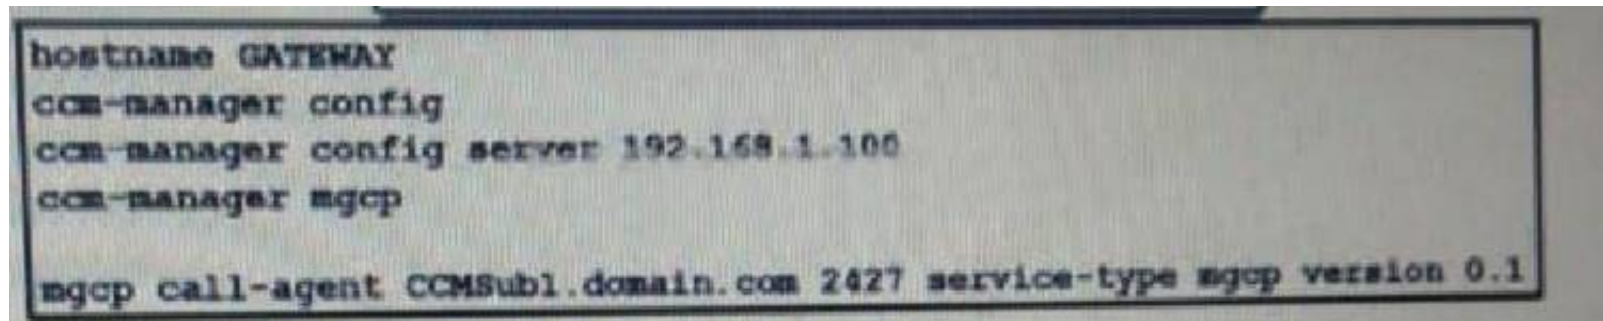 hostname GATEWAY
ccm-manager config
ccm-manager config server 192.168.1.100
ccm-manager mgcp
mgcp call-agent CCMSub1.domain.com 2427 service-type mgcp version 0.1